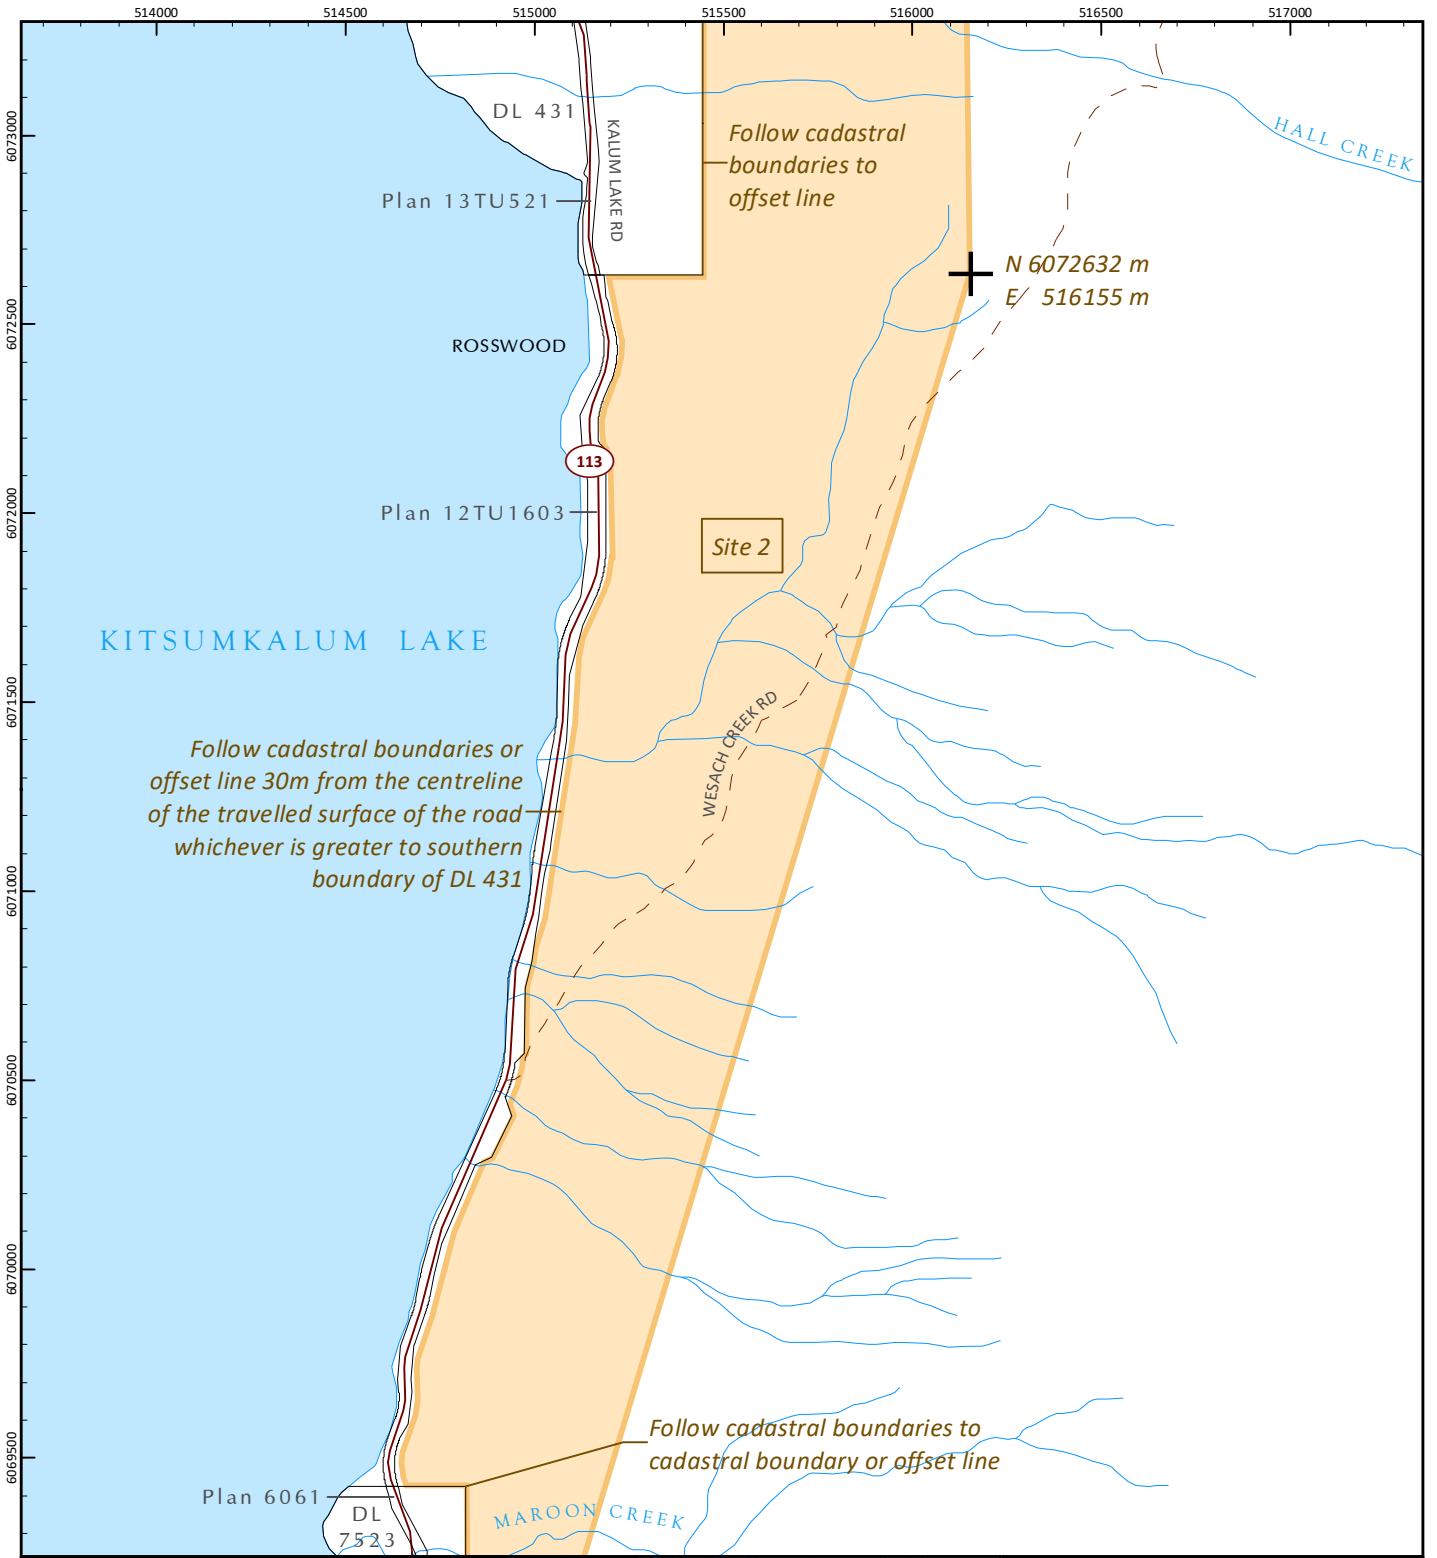 514000
514500
515000
515500
516000
516500
517000
6073000
6072500
6072000
6071500
6071000
6070500
6070000
6069500
DL 431
KALUM LAKE RD
Follow cadastral
boundaries to
offset line
HALL CREEK
Plan 13TU521
N 6072632 m
E 516155 m
ROSSWOOD
113
Plan 12TU1603
Site 2
KITSUMKALUM LAKE
WESACH CREEK RD
Follow cadastral boundaries or
offset line 30m from the centreline
of the travelled surface of the road
whichever is greater to southern
boundary of DL 431
Follow cadastral boundaries to
cadastral boundary or offset line
Plan 6061
DL
7523
MAROON CREEK